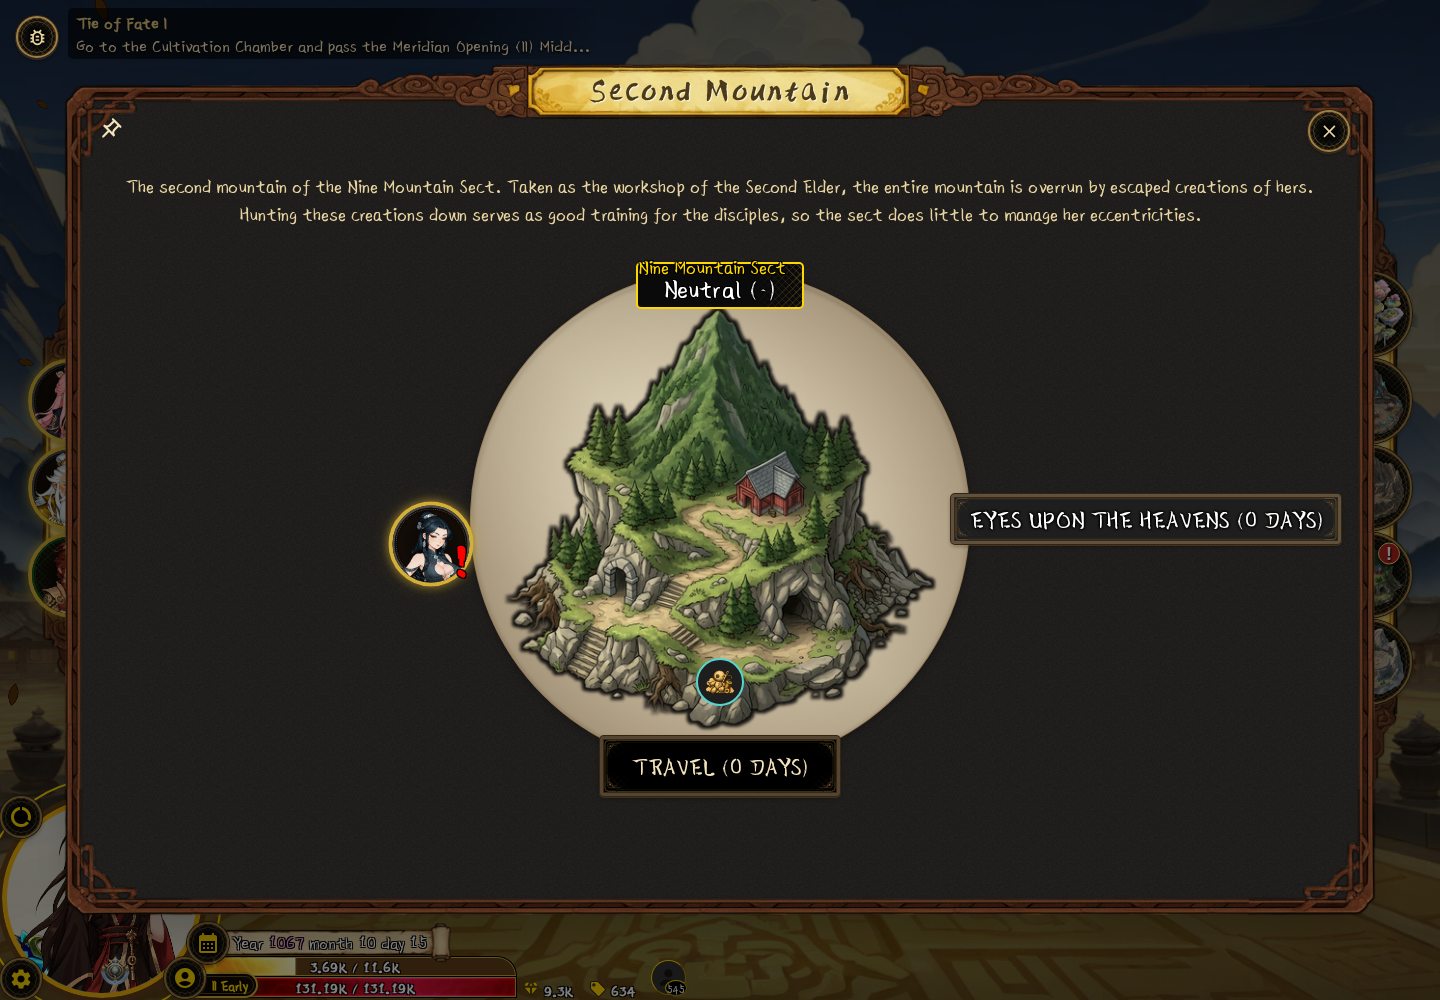 Tie of Fate I
Go to the Cultivation Chamber and pass the Meridian Opening (II) Midd...
Second Mountain
The second mountain of the Nine Mountain Sect. Taken as the workshop of the Second Elder, the entire mountain is overrun by escaped creations of hers.
Hunting these creations down serves as good training for the disciples, so the sect does little to manage her eccentricities.
Nine Mountain Sect
Neutral (-)
EYES UPON THE HEAVENS (0 DAYS)
!
!
TRAVEL (0 DAYS)
Year 1067 month 10 day 15
3.69K / 11.6K
II Early
131.19K / 131.19K
9.3K
634
545